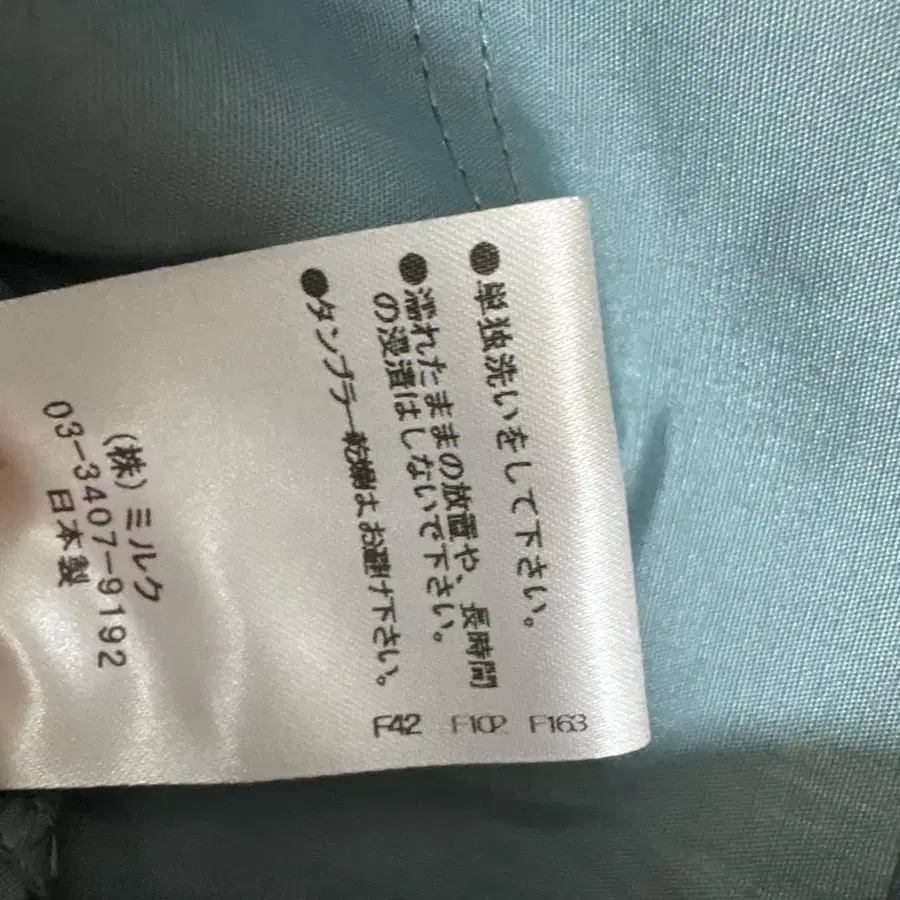 ●単独洗いをして下さい。
●濡れたままの放置や、長時間
の浸漬はしないで下さい。
●タンブラー乾燥はお避け下さい。
F42 F102 F163
(株)ミルク
03-3407-9192
日本製